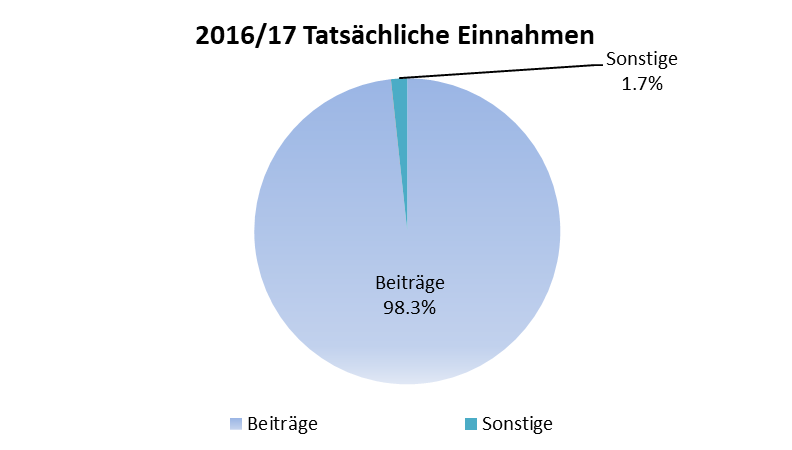 2016/17 Tatsächliche Einnahmen
Sonstige
1.7%
Beiträge
98.3%
Beiträge
Sonstige